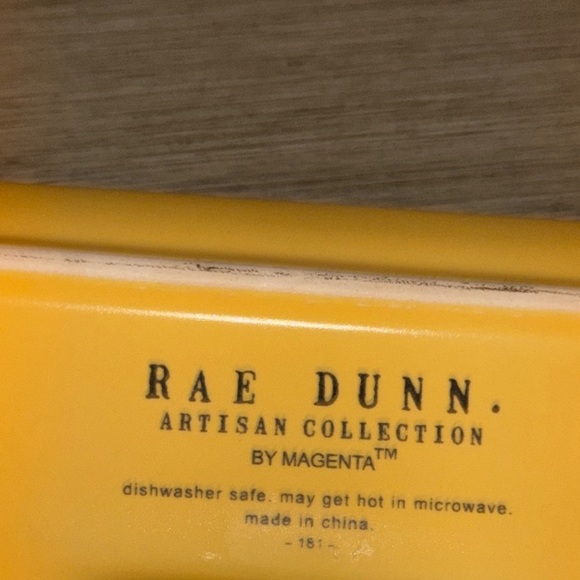 RAE DUNN.
ARTISAN COLLECTION
BY MAGENTA™
dishwasher safe. may get hot in microwave.
made in china.
- 181 -